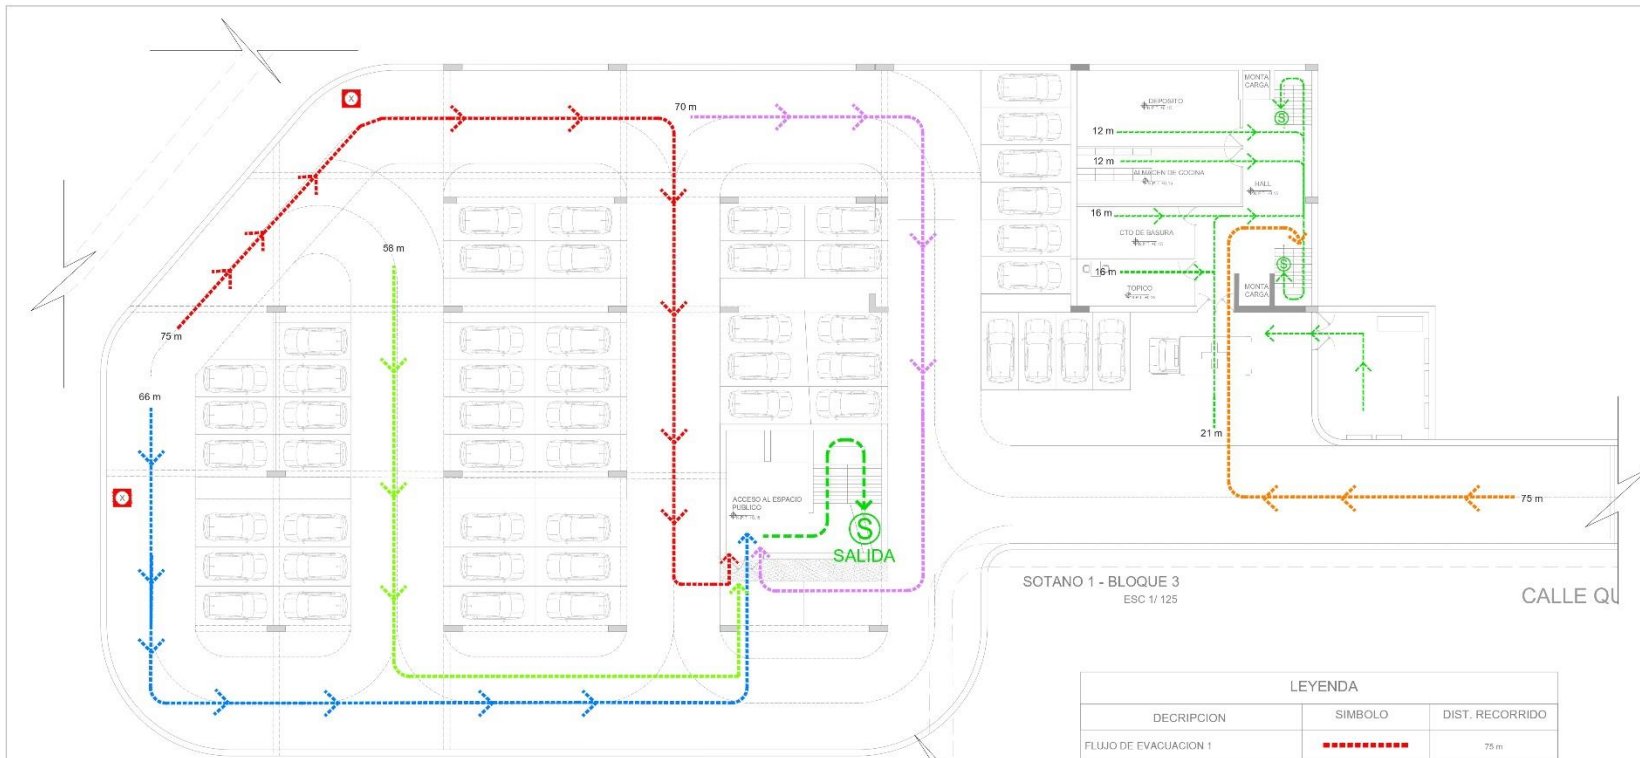 MONTA
CARGA
DEPOSITO
70 m
12 m
12 m
ALMACEN DE COCINA
HALL
16 m
CTO DE BASURA
58 m
16 m
TOPICO
MONTA
CARGA
75 m
66 m
21 m
75 m
ACCESO AL ESPACIO
PUBLICO
S
S
S
SALIDA
X
X
SOTANO 1 - BLOQUE 3
ESC 1/ 125
CALLE QU
LEYENDA
DECRIPCION
SIMBOLO
DIST. RECORRIDO
FLUJO DE EVACUACION 1
75 m